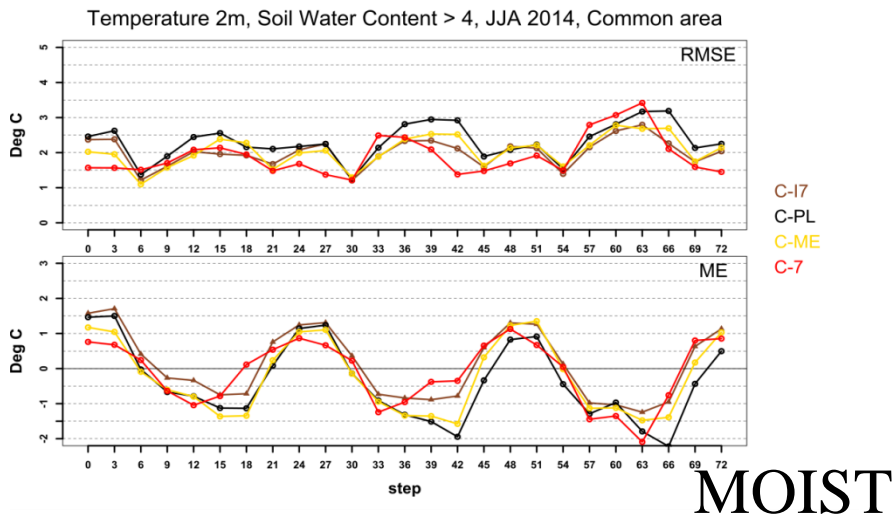 Temperature 2m, Soil Water Content > 4, JJA 2014, Common area
RMSE
Deg C
5
4
3
2
1
0
0 3 6 9 12 15 18 21 24 27 30 33 36 39 42 45 48 51 54 57 60 63 66 69 72
C-I7
C-PL
C-ME
C-7
ME
Deg C
3
2
1
0
-1
-2
0 3 6 9 12 15 18 21 24 27 30 33 36 39 42 45 48 51 54 57 60 63 66 69 72
step
MOIST